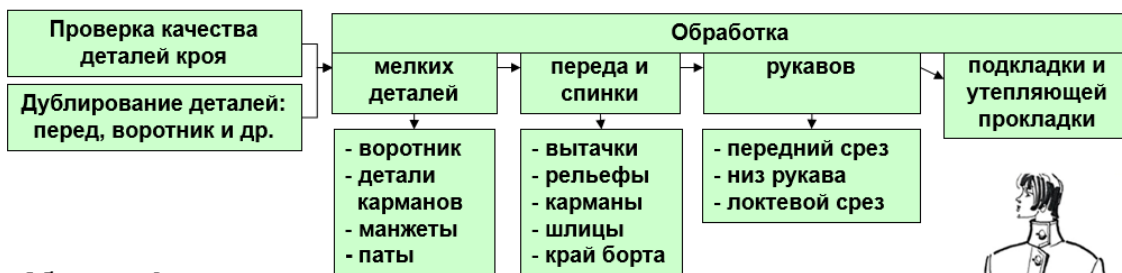 Проверка качества
деталей кроя
Дублирование деталей:
перед, воротник и др.
Обработка
мелких
деталей
переда и
спинки
рукавов
подкладки и
утепляющей
прокладки
- воротник
- детали
карманов
- манжеты
- паты
- вытачки
- рельефы
- карманы
- шлицы
- край борта
- передний срез
- низ рукава
- локтевой срез